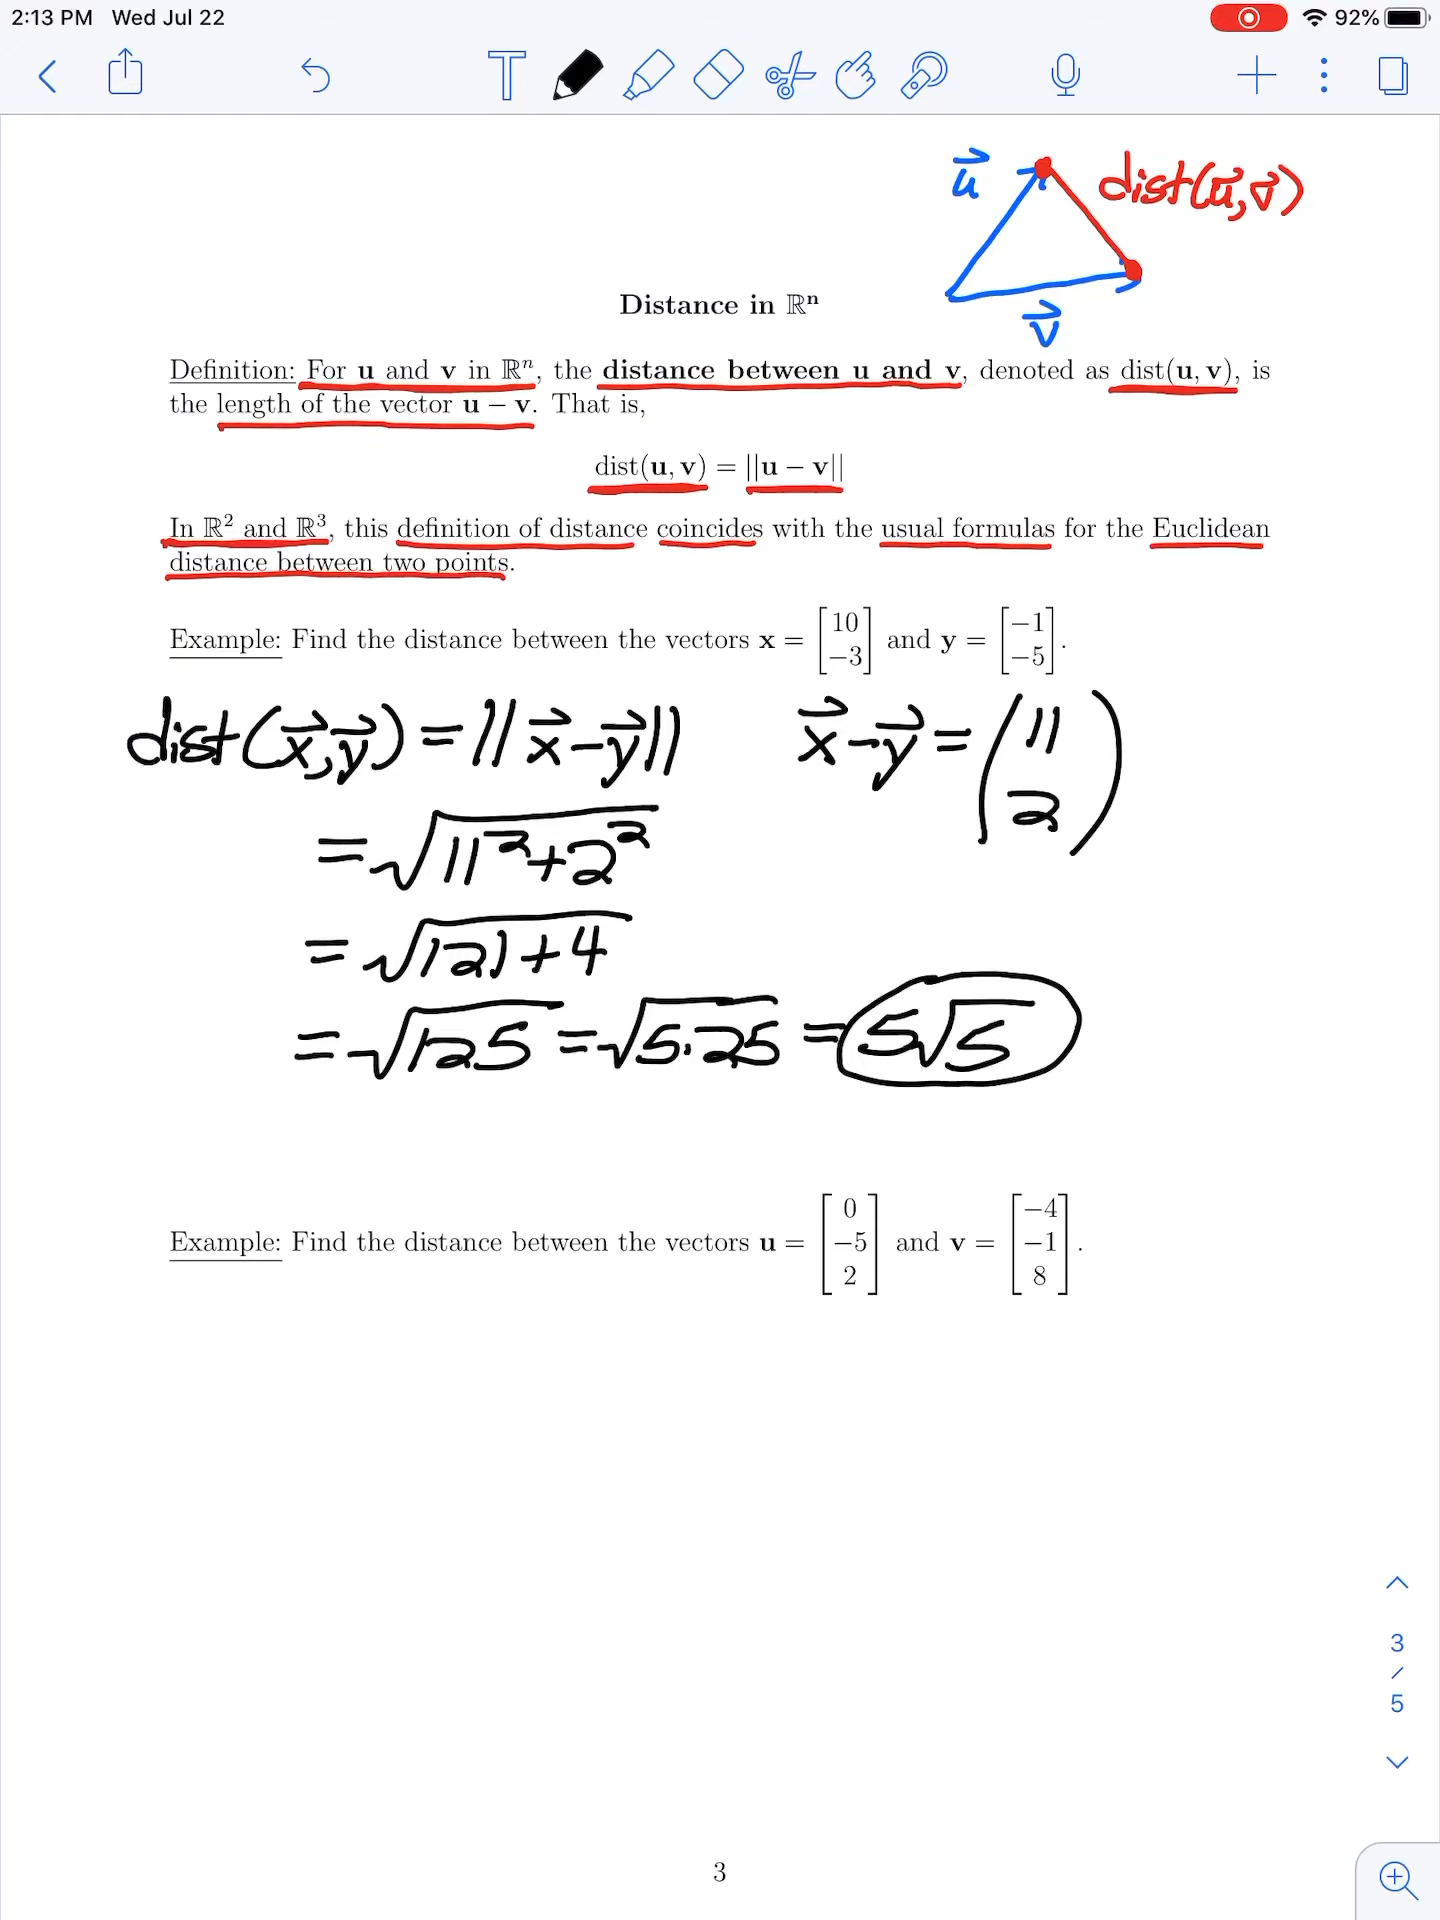 2:13 PM Wed Jul 22 92%
T
u⃗ dist(u⃗,v⃗)
v⃗
Distance in ℝⁿ
Definition: For u and v in ℝⁿ, the distance between u and v, denoted as dist(u, v), is
the length of the vector u − v. That is,
dist(u, v) = ||u − v||
In ℝ² and ℝ³, this definition of distance coincides with the usual formulas for the Euclidean
distance between two points.
Example: Find the distance between the vectors x = [10 −3] and y = [−1 −5].
dist(x⃗,y⃗) = ||x⃗−y⃗|| x⃗−y⃗ = (11 2)
= √(11²+2²)
= √(121+4)
= √125 = √(5·25) = 5√5
Example: Find the distance between the vectors u = [0 −5 2] and v = [−4 −1 8].
3
/
5
3